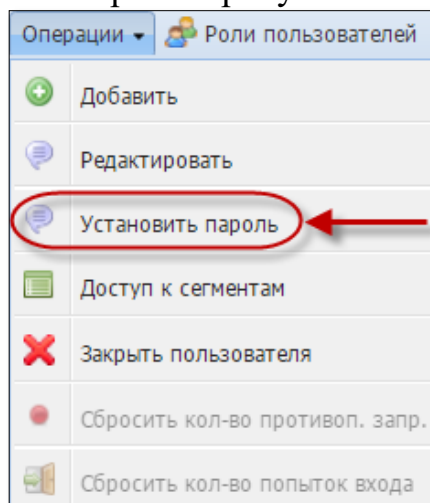 Операции Роли пользователей
Добавить
Редактировать
Установить пароль
Доступ к сегментам
Закрыть пользователя
Сбросить кол-во противоп. запр.
Сбросить кол-во попыток входа